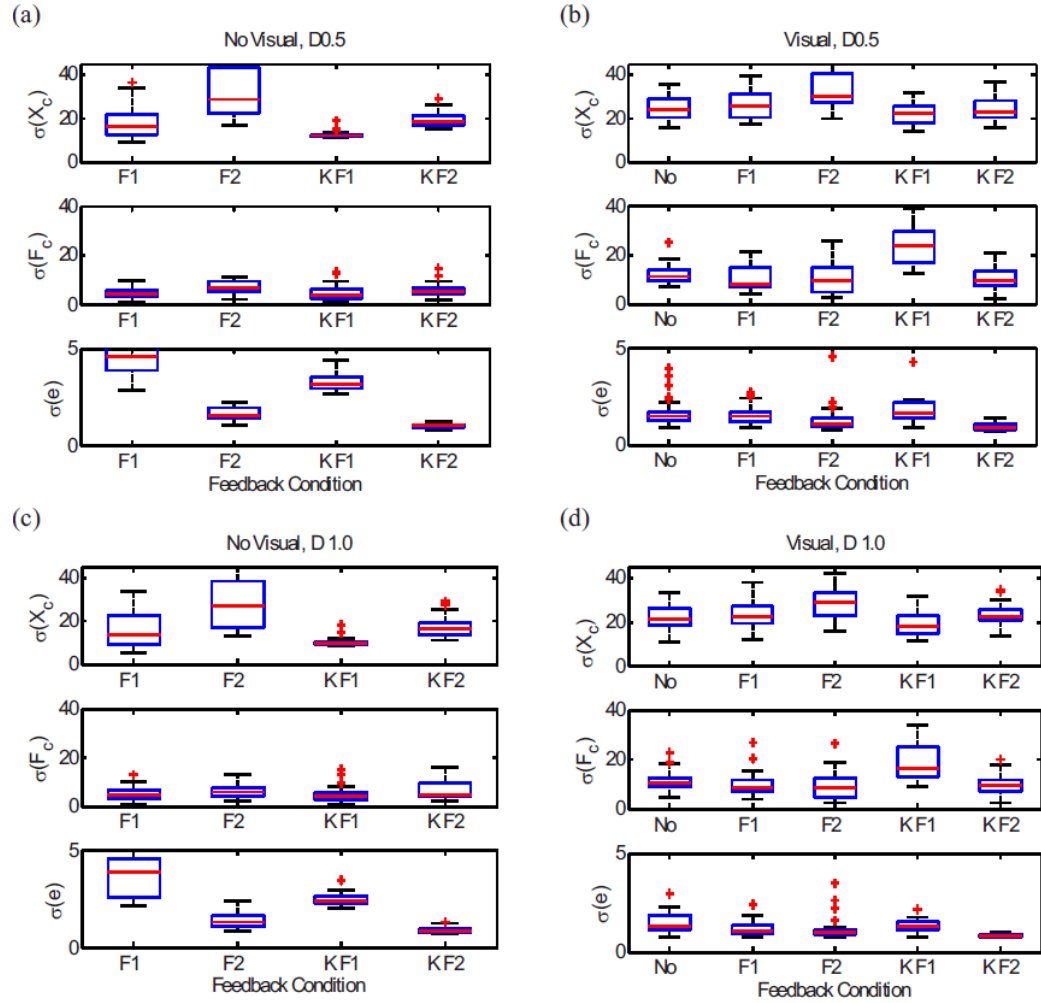 (a)
No Visual, D0.5
40
20
0
σ(X_c)
F1 F2 KF1 KF2
40
20
0
σ(F_c)
F1 F2 KF1 KF2
5
0
σ(e)
F1 F2 KF1 KF2
Feedback Condition
(b)
Visual, D0.5
40
20
0
σ(X_c)
No F1 F2 KF1 KF2
40
20
0
σ(F_c)
No F1 F2 KF1 KF2
5
0
σ(e)
No F1 F2 KF1 KF2
Feedback Condition
(c)
No Visual, D 1.0
40
20
0
σ(X_c)
F1 F2 KF1 KF2
40
20
0
σ(F_c)
F1 F2 KF1 KF2
5
0
σ(e)
F1 F2 KF1 KF2
Feedback Condition
(d)
Visual, D 1.0
40
20
0
σ(X_c)
No F1 F2 KF1 KF2
40
20
0
σ(F_c)
No F1 F2 KF1 KF2
5
0
σ(e)
No F1 F2 KF1 KF2
Feedback Condition